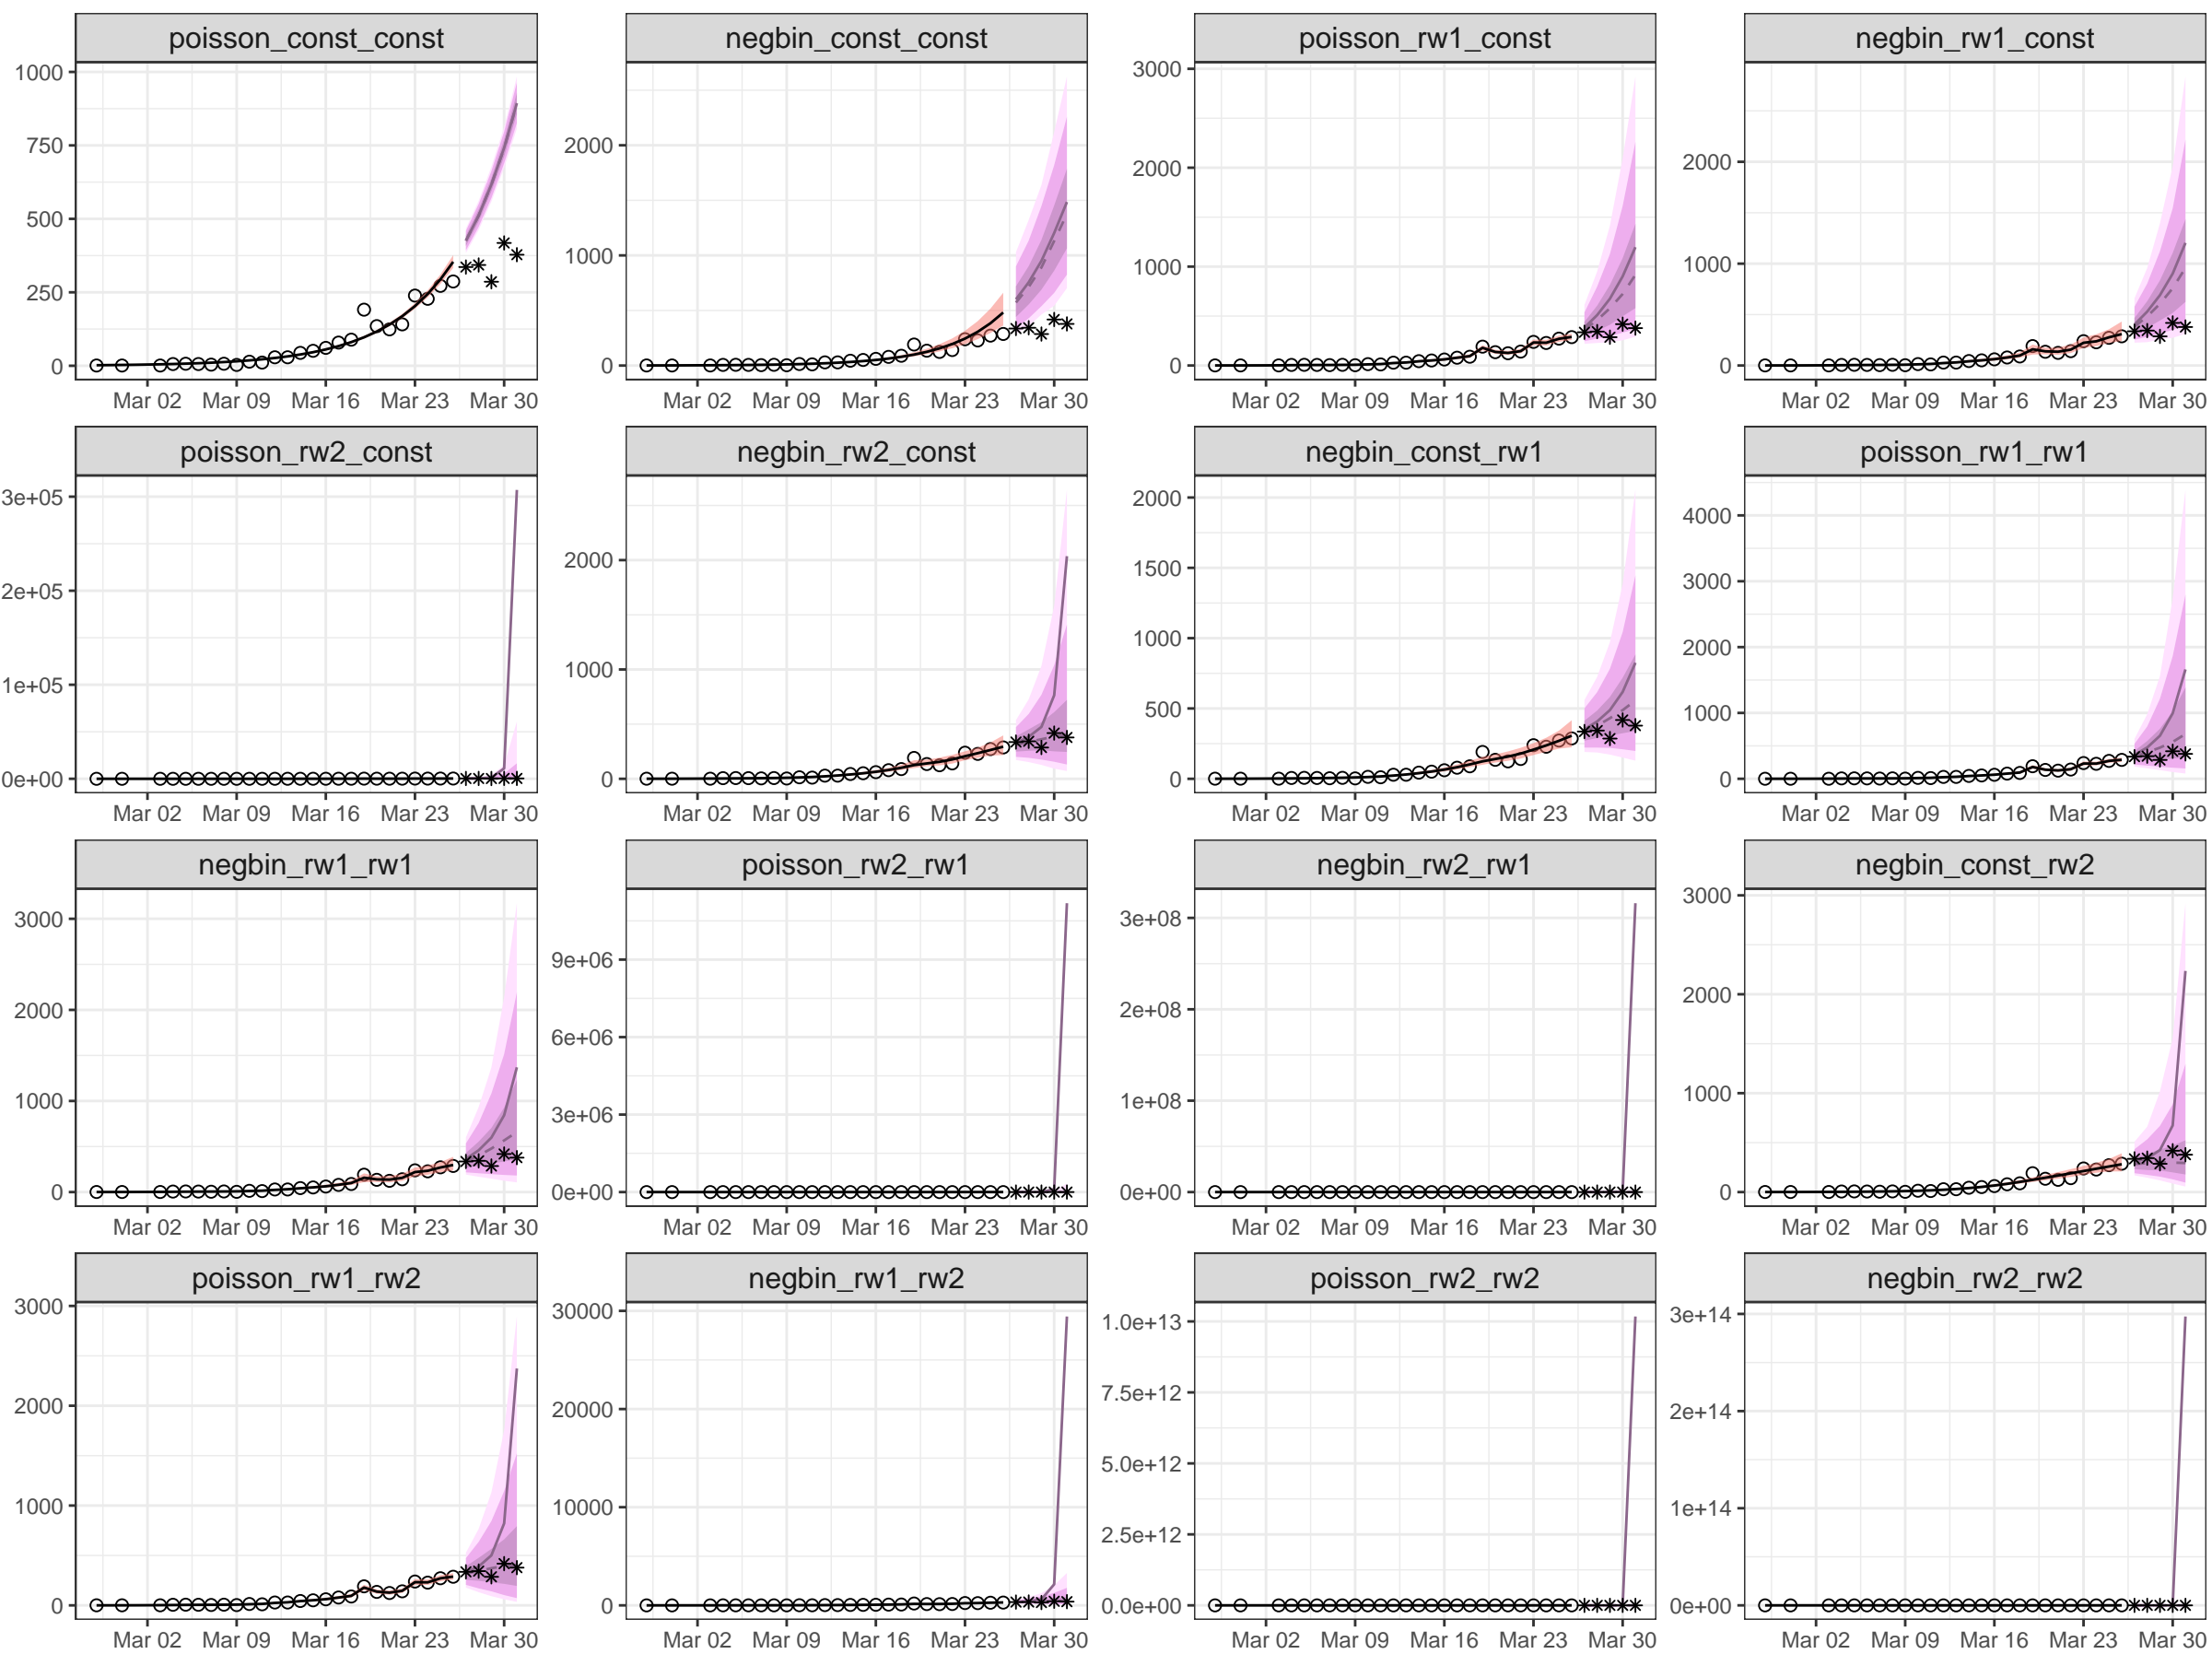 poisson_const_const
negbin_const_const
poisson_rw1_const
negbin_rw1_const
1000
750
500
250
0
2000
1000
0
3000
2000
1000
0
2000
1000
0
Mar 02 Mar 09 Mar 16 Mar 23 Mar 30
Mar 02 Mar 09 Mar 16 Mar 23 Mar 30
Mar 02 Mar 09 Mar 16 Mar 23 Mar 30
Mar 02 Mar 09 Mar 16 Mar 23 Mar 30
poisson_rw2_const
negbin_rw2_const
negbin_const_rw1
poisson_rw1_rw1
3e+05
2e+05
1e+05
0e+00
2000
1000
0
2000
1500
1000
500
0
4000
3000
2000
1000
0
Mar 02 Mar 09 Mar 16 Mar 23 Mar 30
Mar 02 Mar 09 Mar 16 Mar 23 Mar 30
Mar 02 Mar 09 Mar 16 Mar 23 Mar 30
Mar 02 Mar 09 Mar 16 Mar 23 Mar 30
negbin_rw1_rw1
poisson_rw2_rw1
negbin_rw2_rw1
negbin_const_rw2
3000
2000
1000
0
9e+06
6e+06
3e+06
0e+00
3e+08
2e+08
1e+08
0e+00
3000
2000
1000
0
Mar 02 Mar 09 Mar 16 Mar 23 Mar 30
Mar 02 Mar 09 Mar 16 Mar 23 Mar 30
Mar 02 Mar 09 Mar 16 Mar 23 Mar 30
Mar 02 Mar 09 Mar 16 Mar 23 Mar 30
poisson_rw1_rw2
negbin_rw1_rw2
poisson_rw2_rw2
negbin_rw2_rw2
3000
2000
1000
0
30000
20000
10000
0
1.0e+13
7.5e+12
5.0e+12
2.5e+12
0.0e+00
3e+14
2e+14
1e+14
0e+00
Mar 02 Mar 09 Mar 16 Mar 23 Mar 30
Mar 02 Mar 09 Mar 16 Mar 23 Mar 30
Mar 02 Mar 09 Mar 16 Mar 23 Mar 30
Mar 02 Mar 09 Mar 16 Mar 23 Mar 30